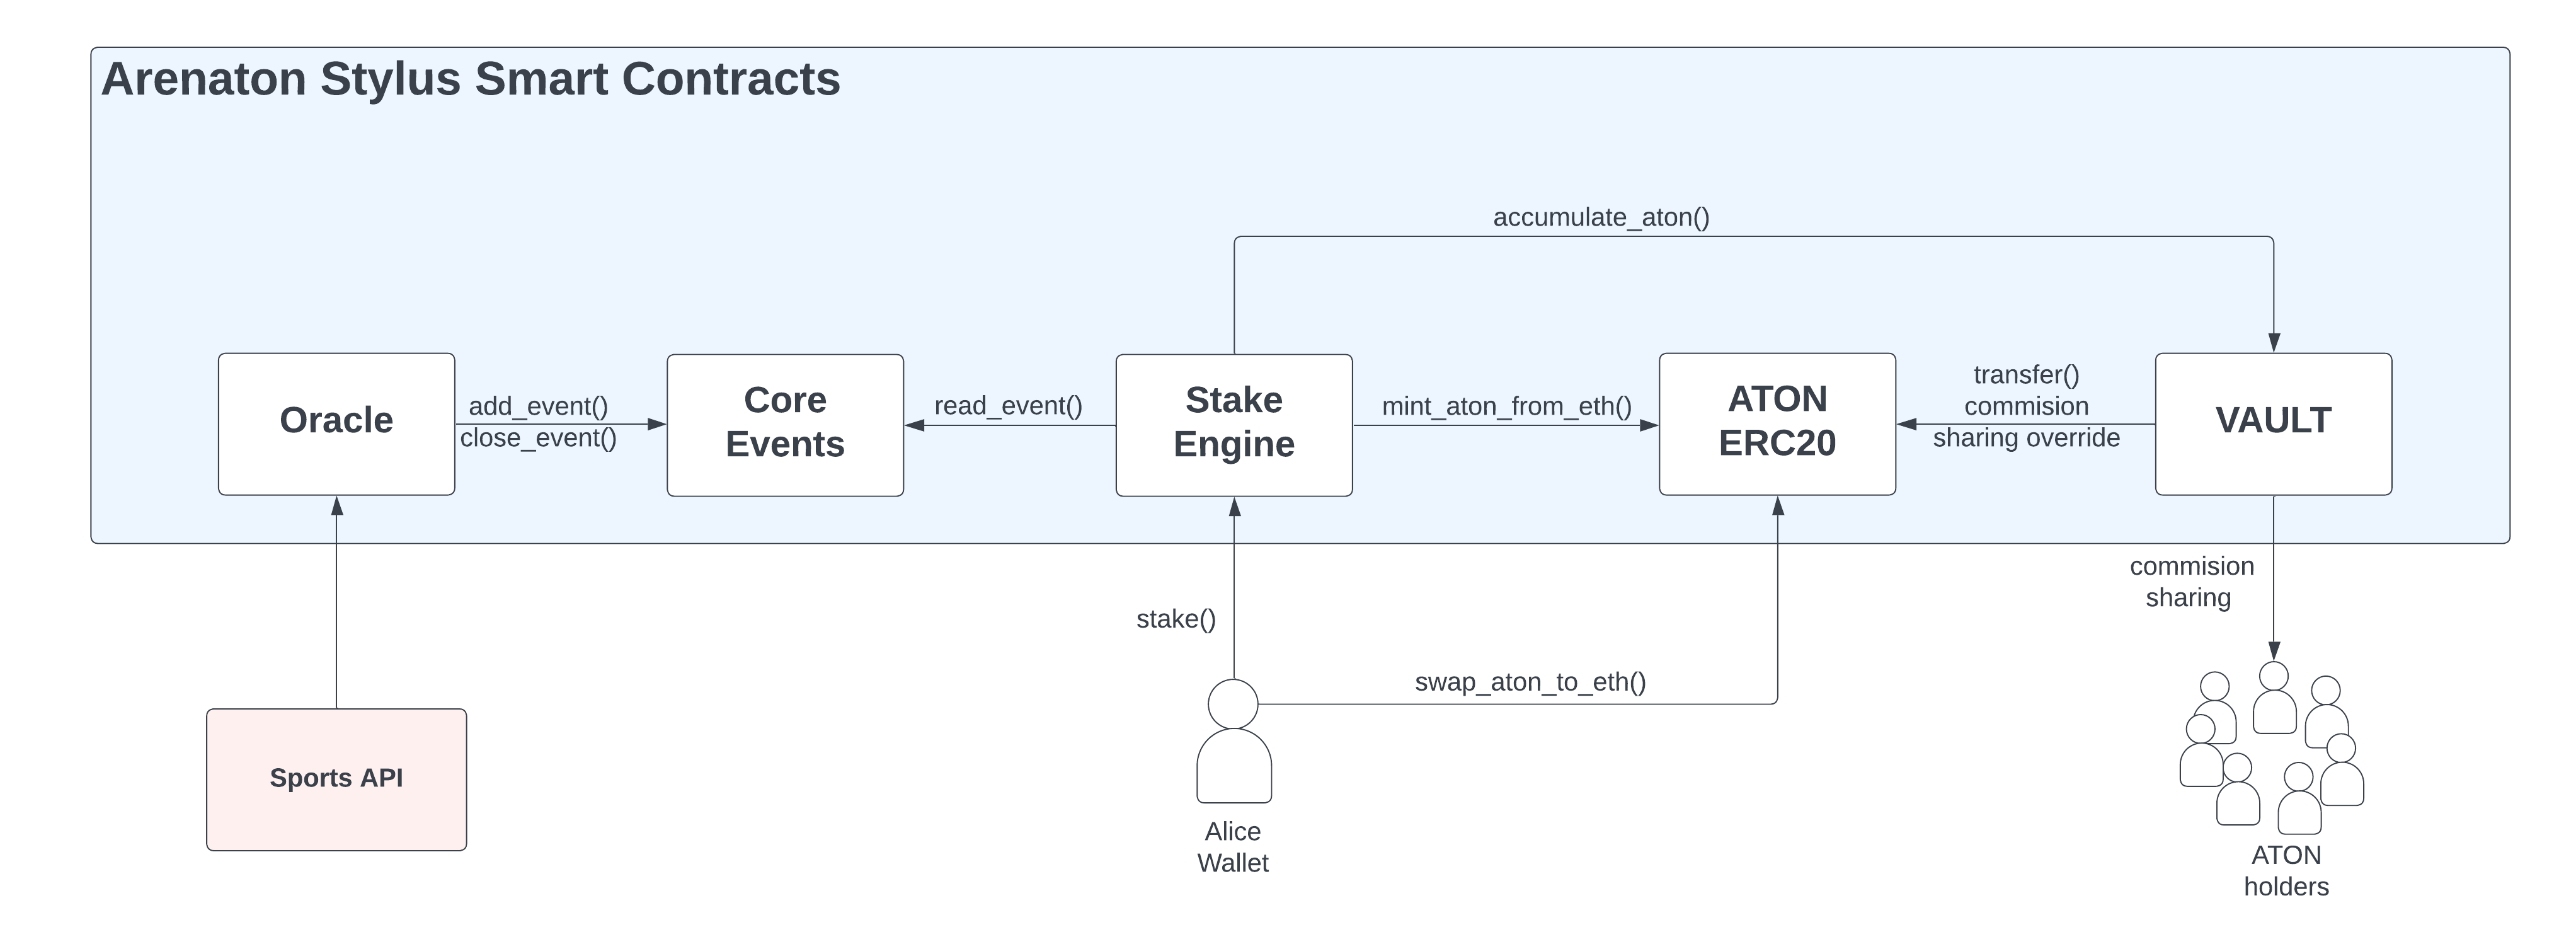 Arenaton Stylus Smart Contracts
accumulate_aton()
Oracle
add_event()
close_event()
Core
Events
read_event()
Stake
Engine
mint_aton_from_eth()
ATON
ERC20
transfer()
commision
sharing override
VAULT
stake()
swap_aton_to_eth()
commision
sharing
Sports API
Alice
Wallet
ATON
holders